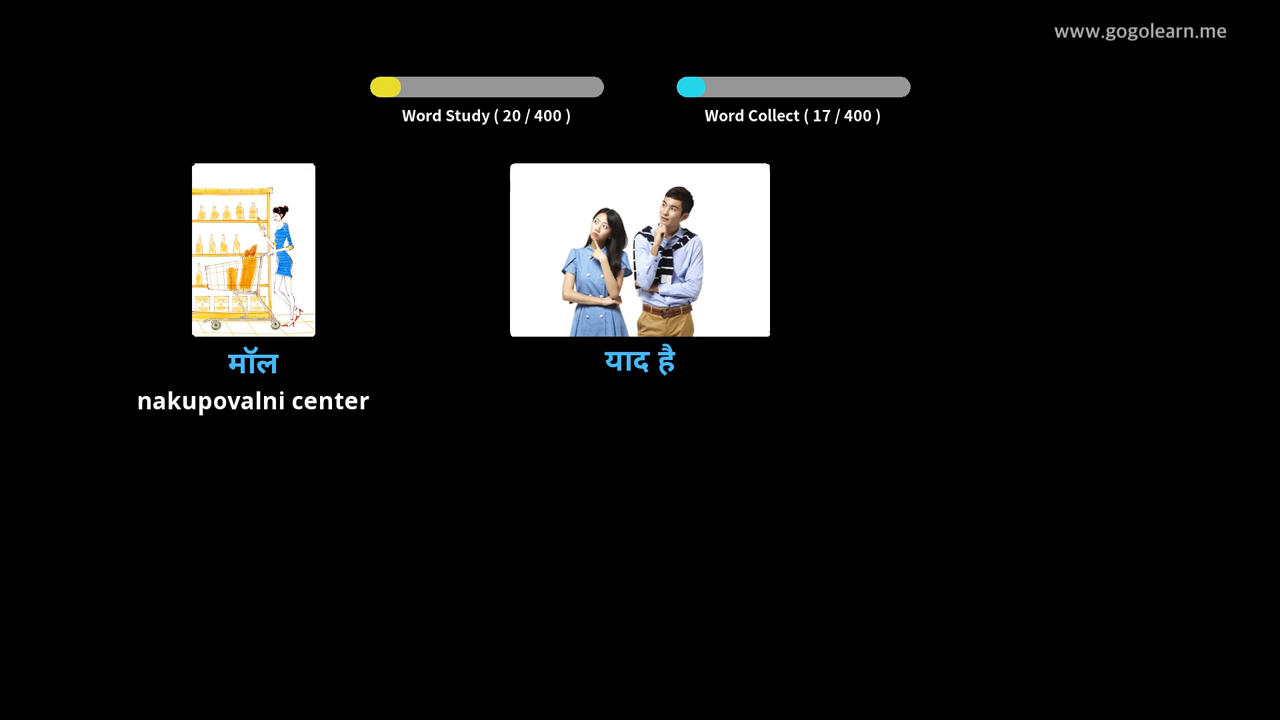 www.gogolearn.me
Word Study ( 20 / 400 )
Word Collect ( 17 / 400 )
मॉल
याद है
nakupovalni center